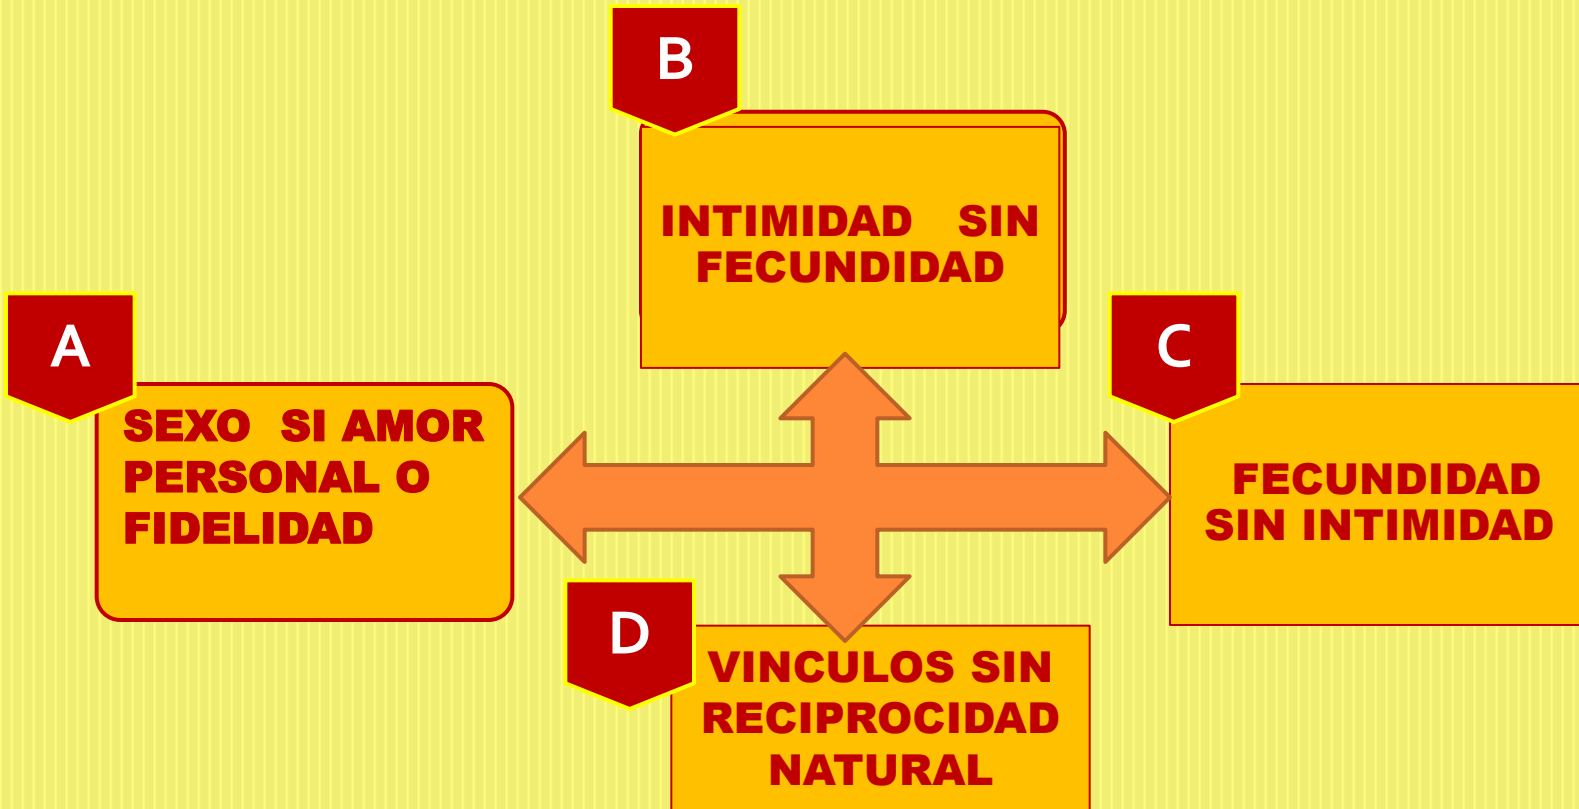 A
SEXO SI AMOR
PERSONAL O
FIDELIDAD
B
INTIMIDAD SIN
FECUNDIDAD
C
FECUNDIDAD
SIN INTIMIDAD
D
VINCULOS SIN
RECIPROCIDAD
NATURAL